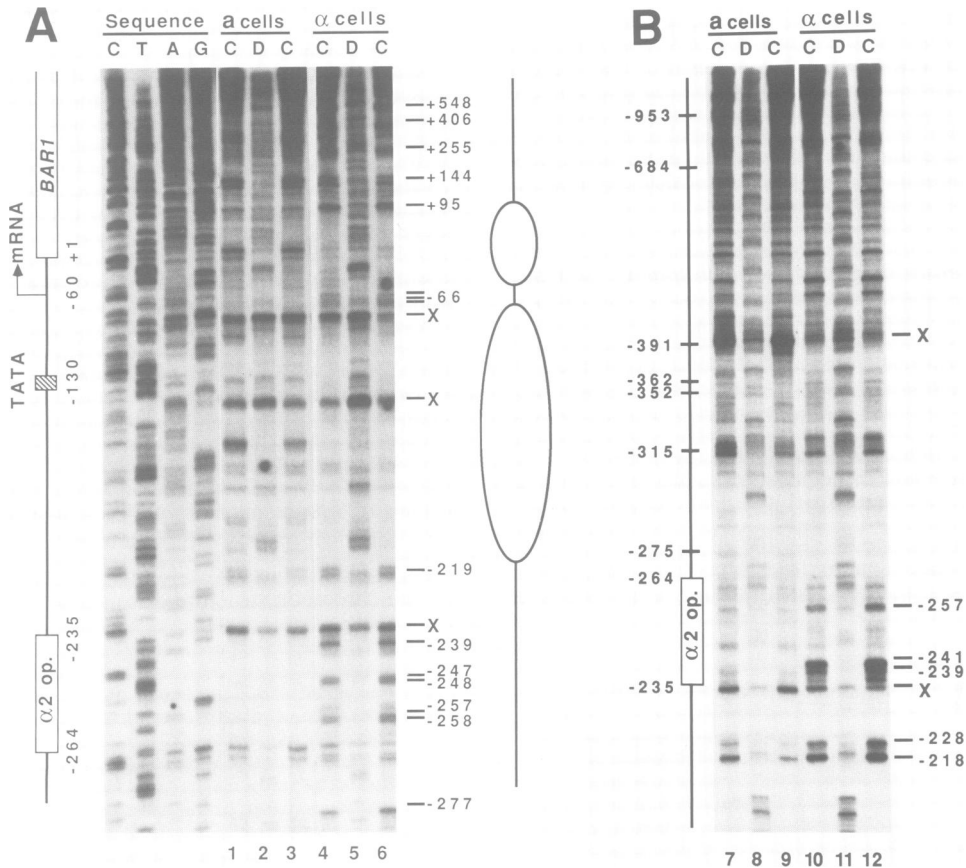 A
Sequence
a cells
α cells
C T A G C D C C D C
BAR1
mRNA
+1
-60
TATA
-130
-235
α2 op.
-264
+548
+406
+255
+144
+95
-66
X
X
-219
X
-239
-247
-248
-257
-258
-277
1 2 3 4 5 6
B
a cells
α cells
C D C C D C
-953
-684
-391
-362
-352
-315
-275
-264
α2 op.
-235
X
-257
-241
-239
X
-228
-218
7 8 9 10 11 12